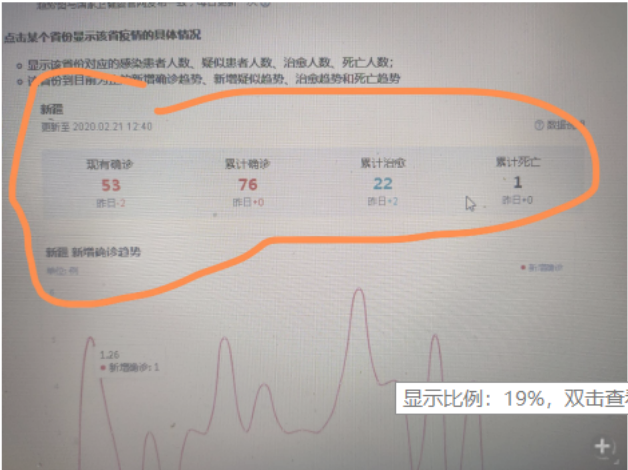 点击某个省份显示该省疫情的具体情况
显示该省份对应的感染患者人数、疑似患者人数、治愈人数、死亡人数；
新增确诊趋势、新增疑似趋势、治愈趋势和死亡趋势
新疆
更新至 2020.02.21 12:40
现有确诊 累计确诊 累计治愈 累计死亡
53 76 22 1
昨日-2 昨日+0 昨日+2 昨日+0
新疆 新增确诊趋势
单位: 例
新增确诊
1.26
新增确诊: 1
显示比例：19%，双击查